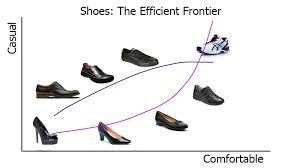 Shoes: The Efficient Frontier
Casual
Comfortable